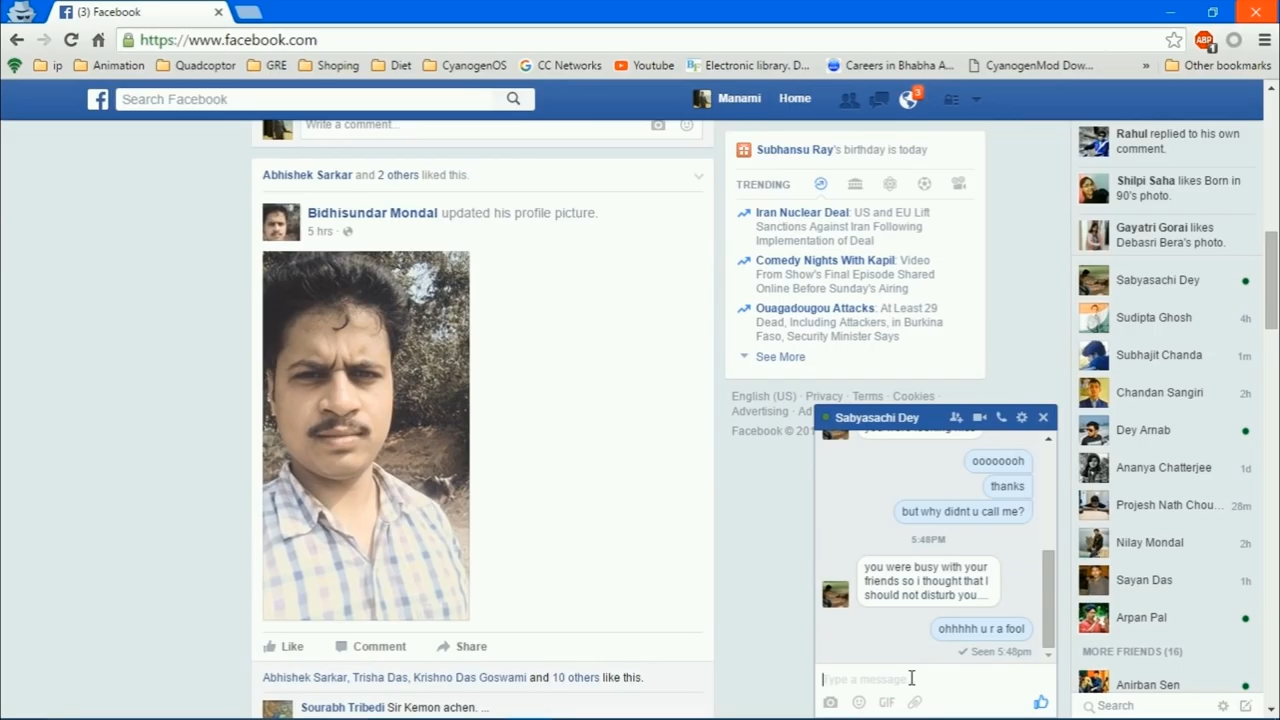 (3) Facebook
https://www.facebook.com
ip
Animation
Quadcoptor
GRE
Shoping
Diet
CyanogenOS
CC Networks
Youtube
Electronic library. D...
Careers in Bhabha A...
CyanogenMod Dow...
»
Other bookmarks
ABP
1
Search Facebook
Manami
Home
3
Write a comment...
Abhishek Sarkar and 2 others liked this.
Bidhisundar Mondal updated his profile picture.
5 hrs ·
Like
Comment
Share
Abhishek Sarkar, Trisha Das, Krishno Das Goswami and 10 others like this.
Sourabh Tribedi Sir Kemon achen. ...
Subhansu Ray's birthday is today
TRENDING
Iran Nuclear Deal: US and EU Lift
Sanctions Against Iran Following
Implementation of Deal
Comedy Nights With Kapil: Video
From Show's Final Episode Shared
Online Before Sunday's Airing
Ouagadougou Attacks: At Least 29
Dead, Including Attackers, in Burkina
Faso, Security Minister Says
See More
English (US) · Privacy · Terms · Cookies ·
Advertising · Ad
Facebook © 201
Sabyasachi Dey
oooooooh
thanks
but why didnt u call me?
5:48PM
you were busy with your
friends so i thought that I
should not disturb you....
ohhhhh u r a fool
Seen 5:48pm
Type a message
GIF
Rahul replied to his own
comment.
Shilpi Saha likes Born in
90's photo.
Gayatri Gorai likes
Debasri Bera's photo.
Sabyasachi Dey
Sudipta Ghosh 4h
Subhajit Chanda 1m
Chandan Sangiri 2h
Dey Arnab
Ananya Chatterjee 1d
Projesh Nath Chou... 28m
Nilay Mondal 2h
Sayan Das 1h
Arpan Pal
MORE FRIENDS (16)
Anirban Sen
Search